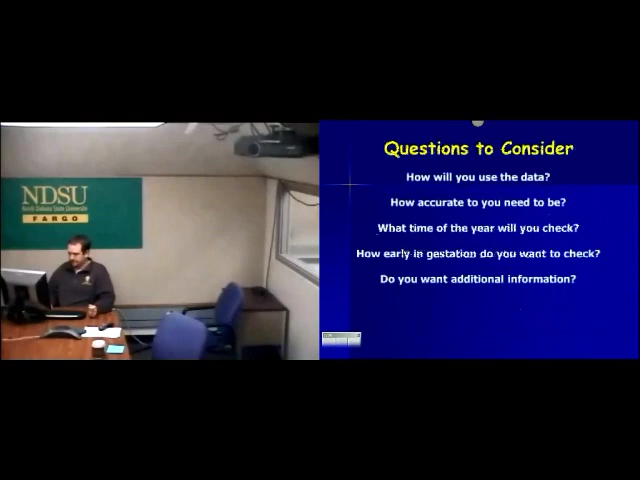 NDSU
North Dakota State University
FARGO
Questions to Consider
How will you use the data?
How accurate to you need to be?
What time of the year will you check?
How early in gestation do you want to check?
Do you want additional information?